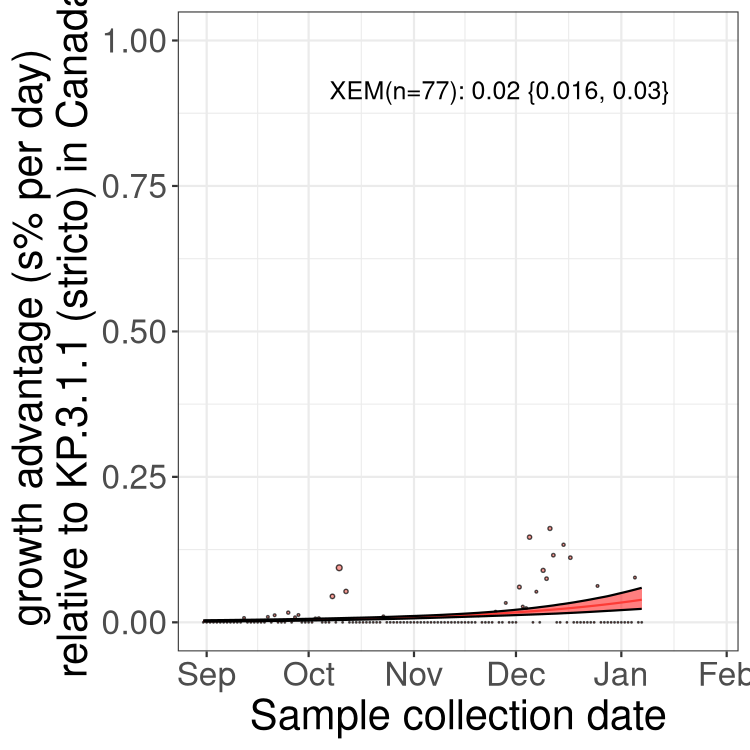 growth advantage (s% per day)
relative to KP.3.1.1 (stricto) in Canada
1.00
0.75
0.50
0.25
0.00
XEM(n=77): 0.02 {0.016, 0.03}
Sep Oct Nov Dec Jan Feb
Sample collection date